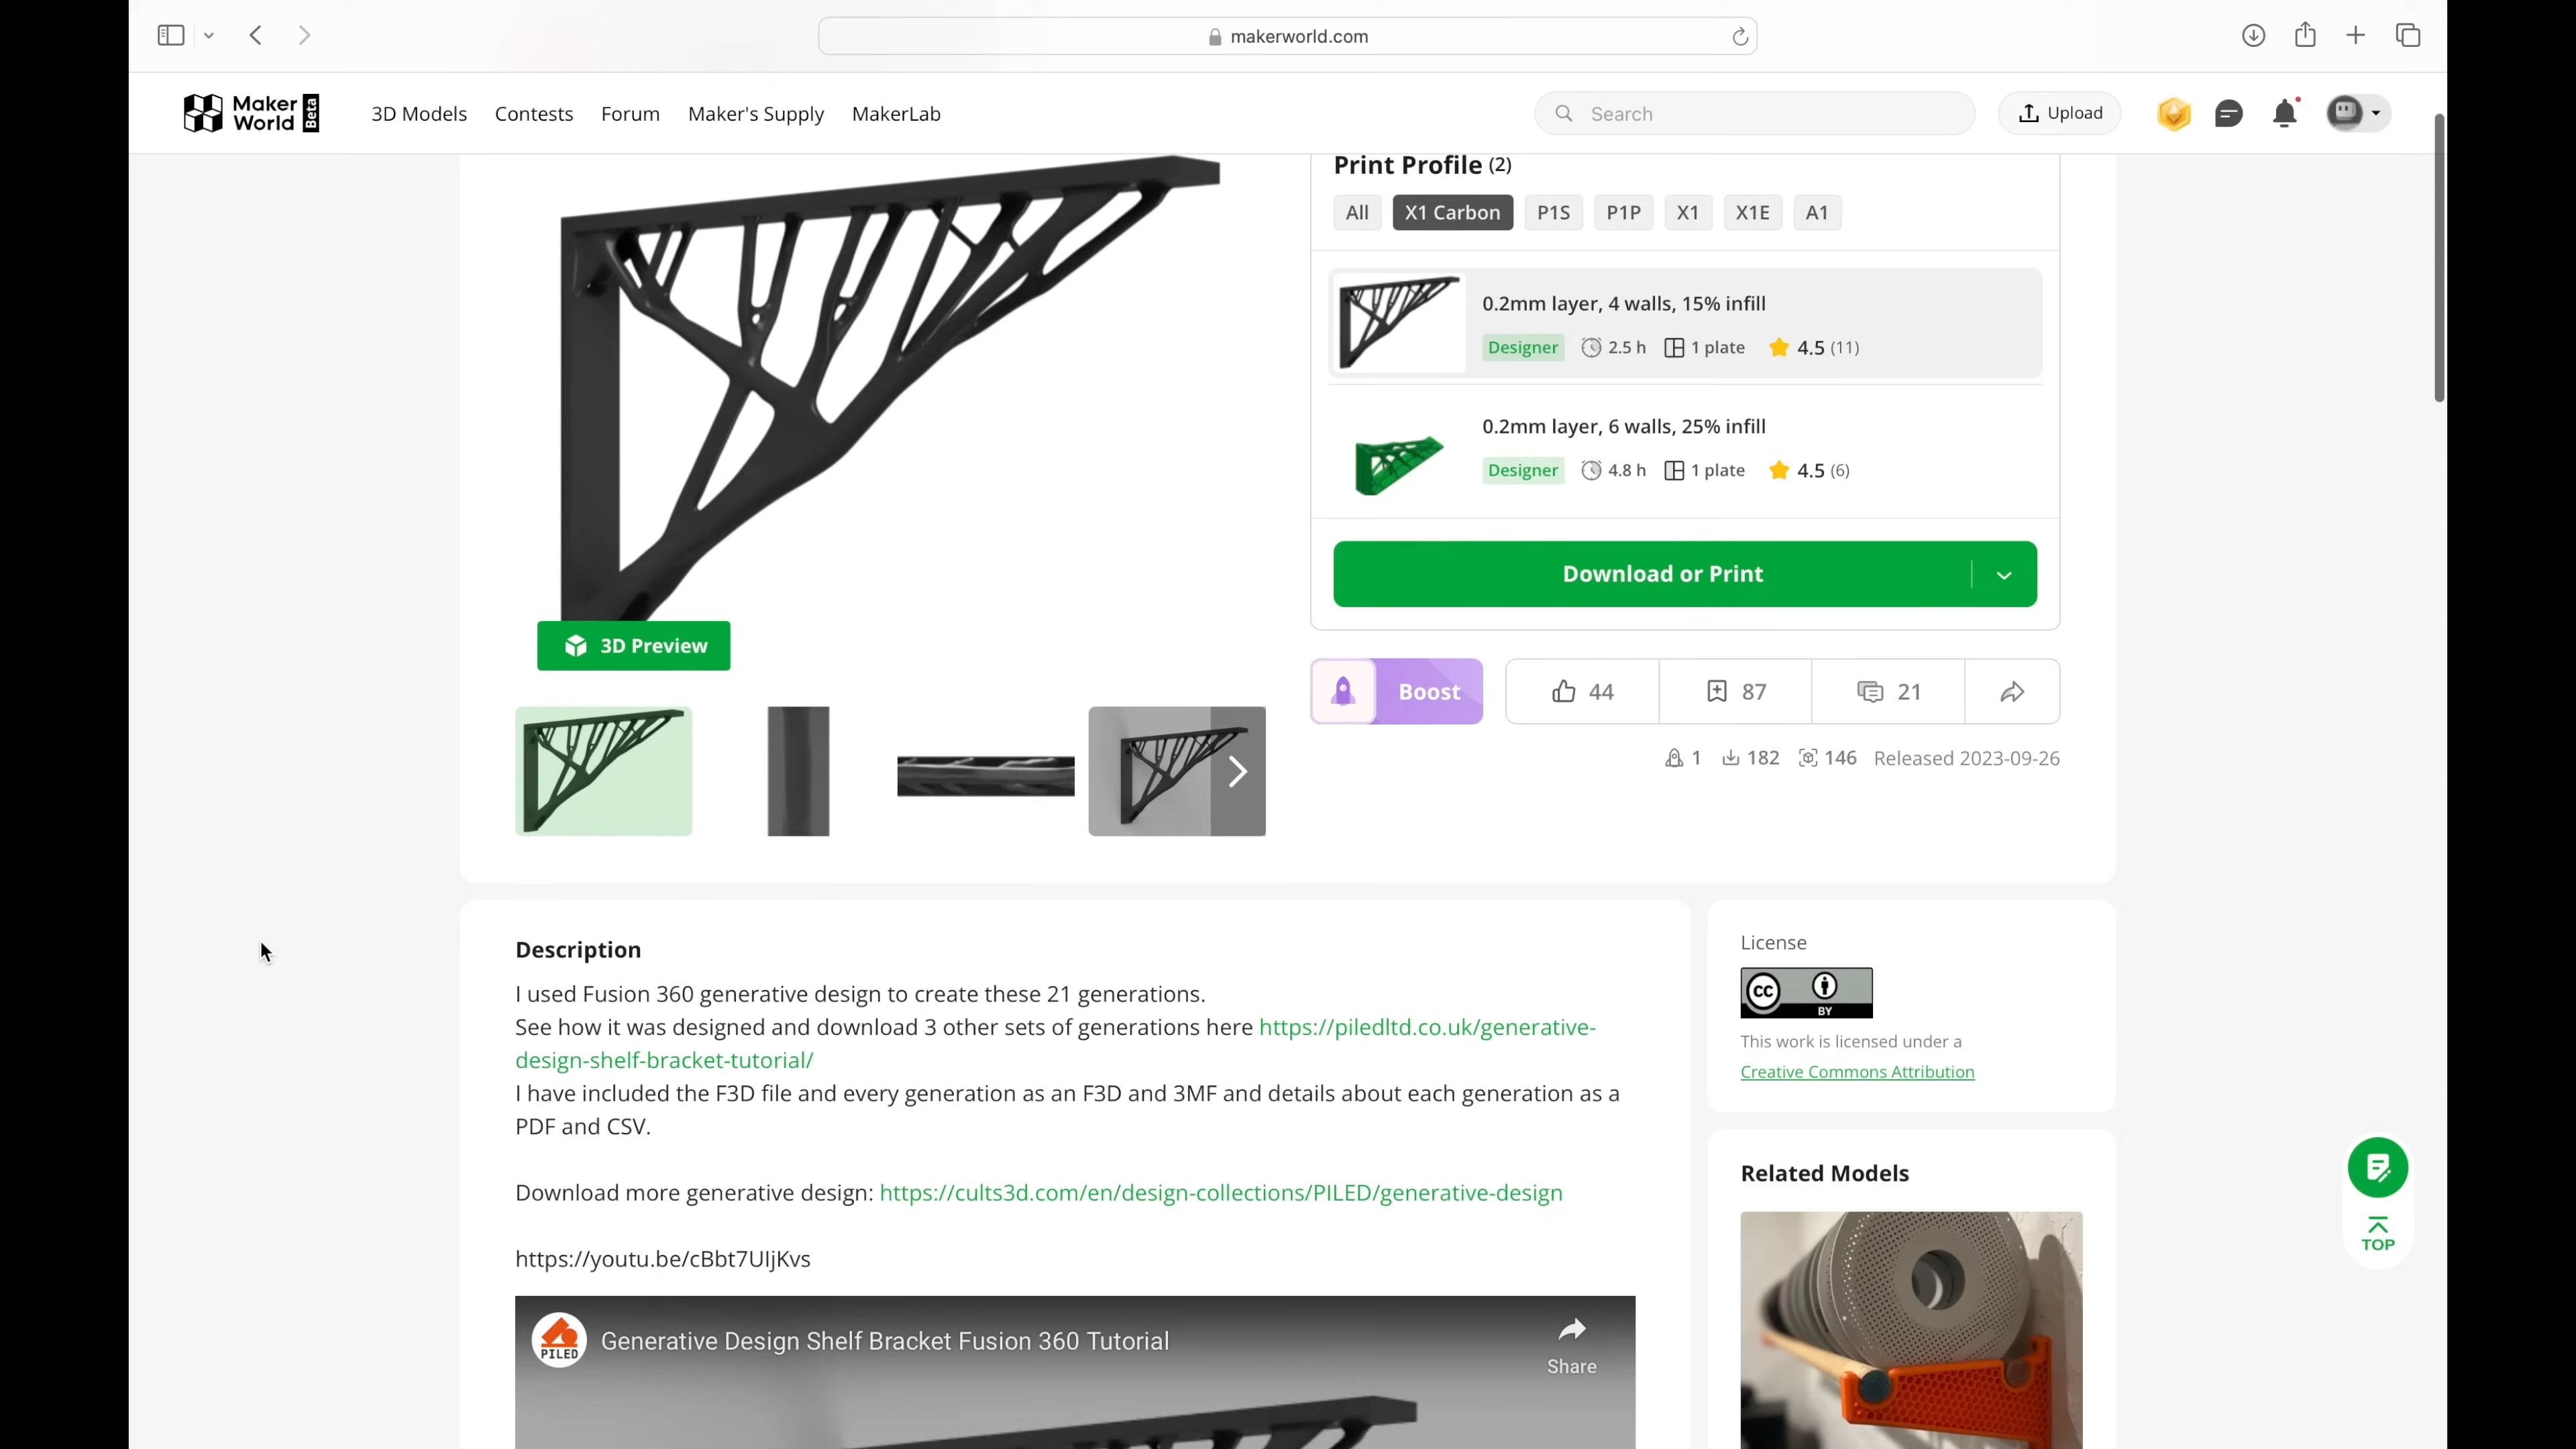 makerworld.com
Maker World Beta
3D Models Contests Forum Maker's Supply MakerLab
Search
Upload
Print Profile (2)
All X1 Carbon P1S P1P X1 X1E A1
0.2mm layer, 4 walls, 15% infill
Designer 2.5 h 1 plate 4.5 (11)
0.2mm layer, 6 walls, 25% infill
Designer 4.8 h 1 plate 4.5 (6)
Download or Print
3D Preview
Boost 44 87 21
1 182 146 Released 2023-09-26
Description
I used Fusion 360 generative design to create these 21 generations.
See how it was designed and download 3 other sets of generations here https://piledltd.co.uk/generative-
design-shelf-bracket-tutorial/
I have included the F3D file and every generation as an F3D and 3MF and details about each generation as a
PDF and CSV.
Download more generative design: https://cults3d.com/en/design-collections/PILED/generative-design
https://youtu.be/cBbt7UIjKvs
PILED
Generative Design Shelf Bracket Fusion 360 Tutorial
Share
License
CC BY
This work is licensed under a
Creative Commons Attribution
Related Models
TOP